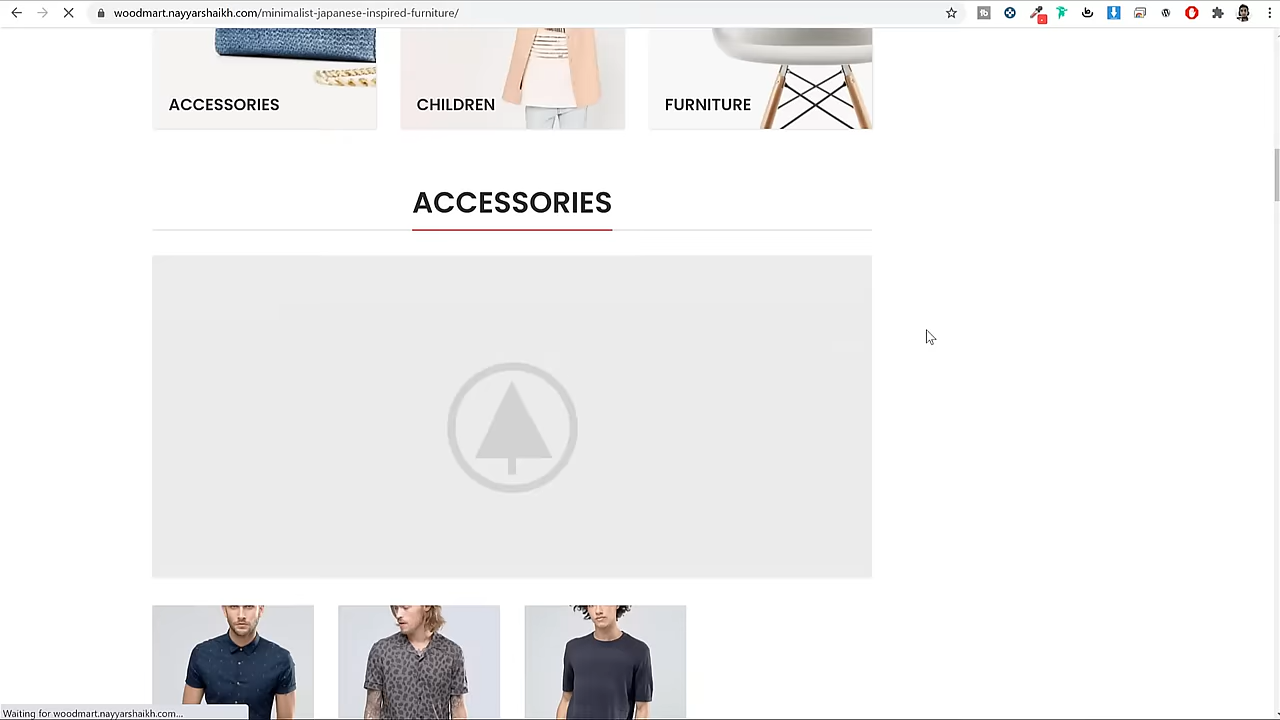 woodmart.nayyarshaikh.com/minimalist-japanese-inspired-furniture/
ACCESSORIES
CHILDREN
FURNITURE
ACCESSORIES
Waiting for woodmart.nayyarshaikh.com...